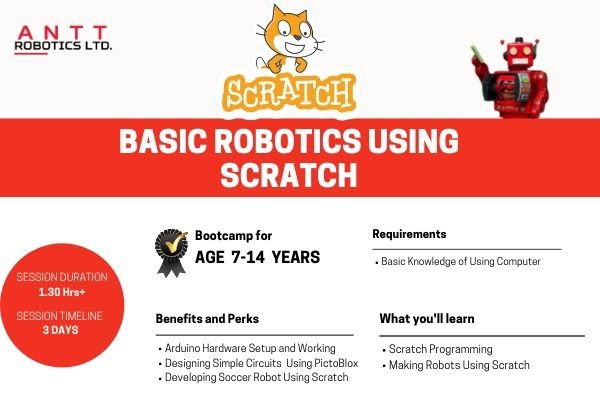 ANTT
ROBOTICS LTD.
SCRATCH
BASIC ROBOTICS USING
SCRATCH
SESSION DURATION
1.30 Hrs+
SESSION TIMELINE
3 DAYS
Bootcamp for
AGE 7-14 YEARS
Requirements
• Basic Knowledge of Using Computer
Benefits and Perks
• Arduino Hardware Setup and Working
• Designing Simple Circuits Using PictoBlox
• Developing Soccer Robot Using Scratch
What you'll learn
• Scratch Programming
• Making Robots Using Scratch